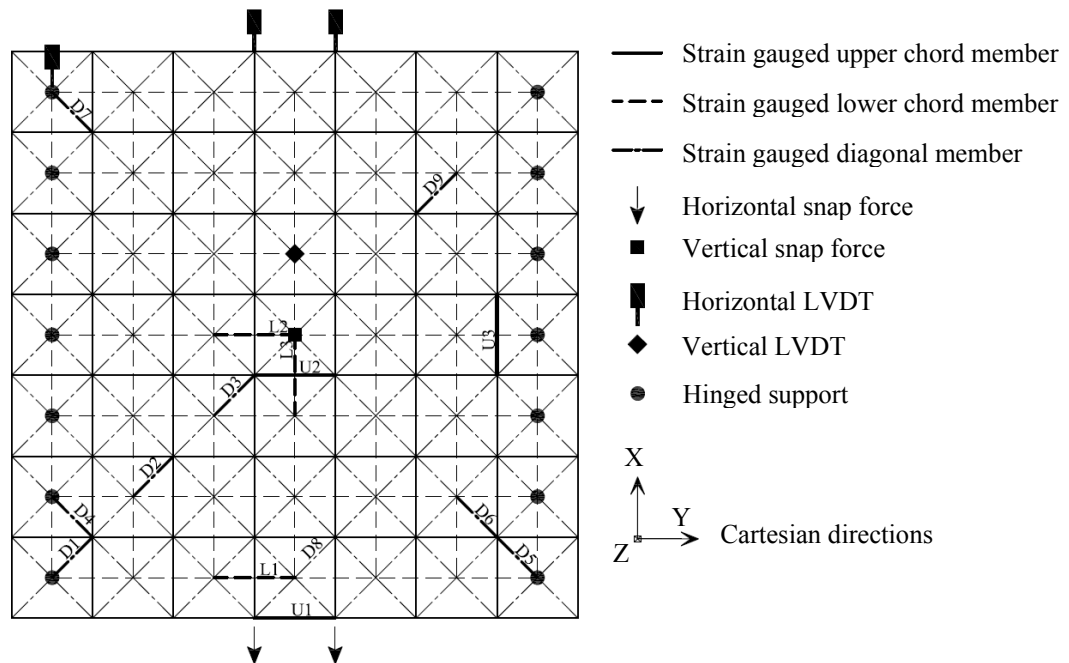 D7
D9
L2
L3
U2
U3
D3
D2
D4
D1
D6
D5
D8
L1
U1
Strain gauged upper chord member
Strain gauged lower chord member
Strain gauged diagonal member
Horizontal snap force
Vertical snap force
Horizontal LVDT
Vertical LVDT
Hinged support
X
Y
Z
Cartesian directions